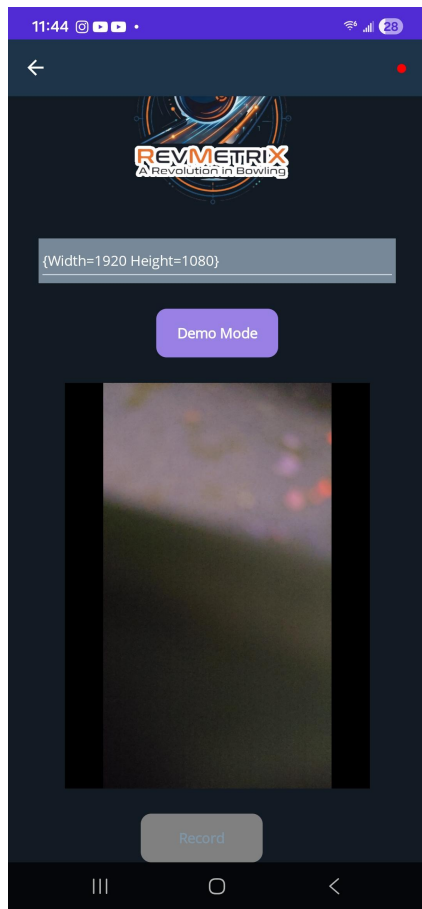 11:44
28
REVMETRIX
A Revolution in Bowling
{Width=1920 Height=1080}
Demo Mode
Record